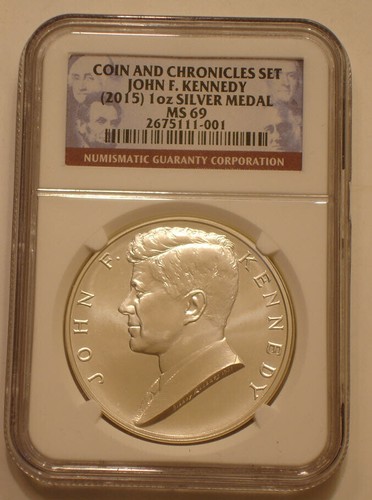 COIN AND CHRONICLES SET
JOHN F. KENNEDY
(2015) 1oz SILVER MEDAL
MS 69
2675111-001
NUMISMATIC GUARANTY CORPORATION
JOHN F. KENNEDY